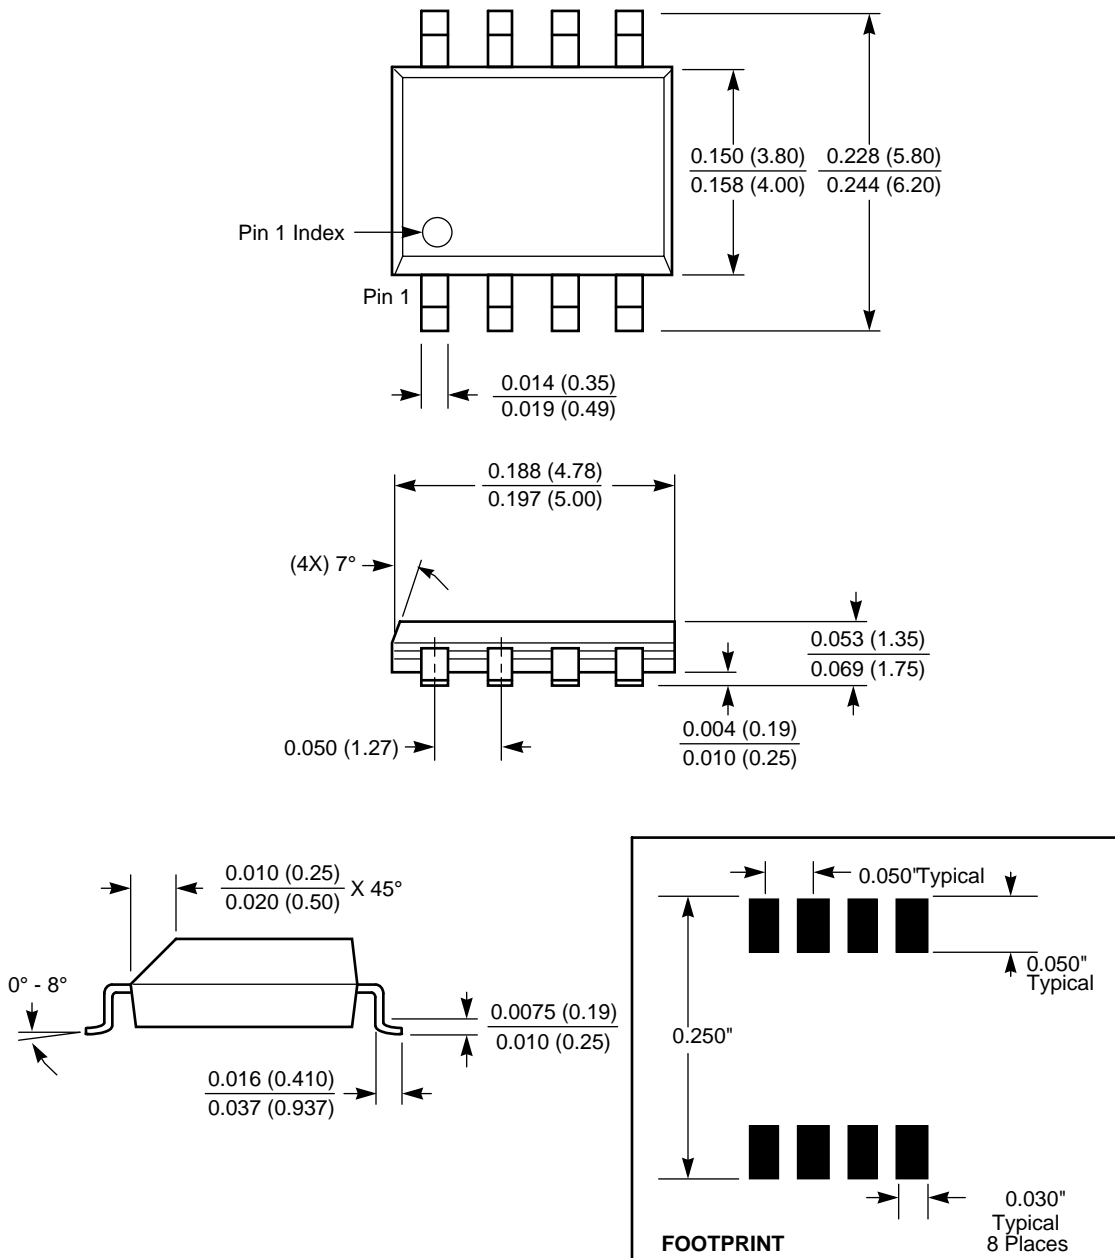 0.150 (3.80)
0.158 (4.00)
0.228 (5.80)
0.244 (6.20)
Pin 1 Index
Pin 1
0.014 (0.35)
0.019 (0.49)
0.188 (4.78)
0.197 (5.00)
(4X) 7°
0.053 (1.35)
0.069 (1.75)
0.004 (0.19)
0.010 (0.25)
0.050 (1.27)
0.010 (0.25)
0.020 (0.50)
X 45°
0° - 8°
0.0075 (0.19)
0.010 (0.25)
0.016 (0.410)
0.037 (0.937)
0.050"Typical
0.050"
Typical
0.250"
0.030"
Typical
8 Places
FOOTPRINT